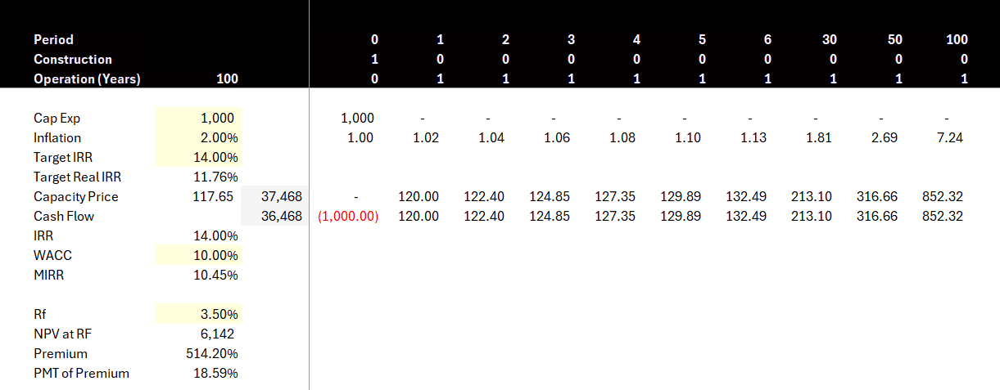 Period 0 1 2 3 4 5 6 30 50 100
Construction 1 0 0 0 0 0 0 0 0 0
Operation (Years) 100 0 1 1 1 1 1 1 1 1 1
Cap Exp 1,000 1,000 - - - - - - - - -
Inflation 2.00% 1.00 1.02 1.04 1.06 1.08 1.10 1.13 1.81 2.69 7.24
Target IRR 14.00%
Target Real IRR 11.76%
Capacity Price 117.65 37,468 - 120.00 122.40 124.85 127.35 129.89 132.49 213.10 316.66 852.32
Cash Flow 36,468 (1,000.00) 120.00 122.40 124.85 127.35 129.89 132.49 213.10 316.66 852.32
IRR 14.00%
WACC 10.00%
MIRR 10.45%
Rf 3.50%
NPV at RF 6,142
Premium 514.20%
PMT of Premium 18.59%